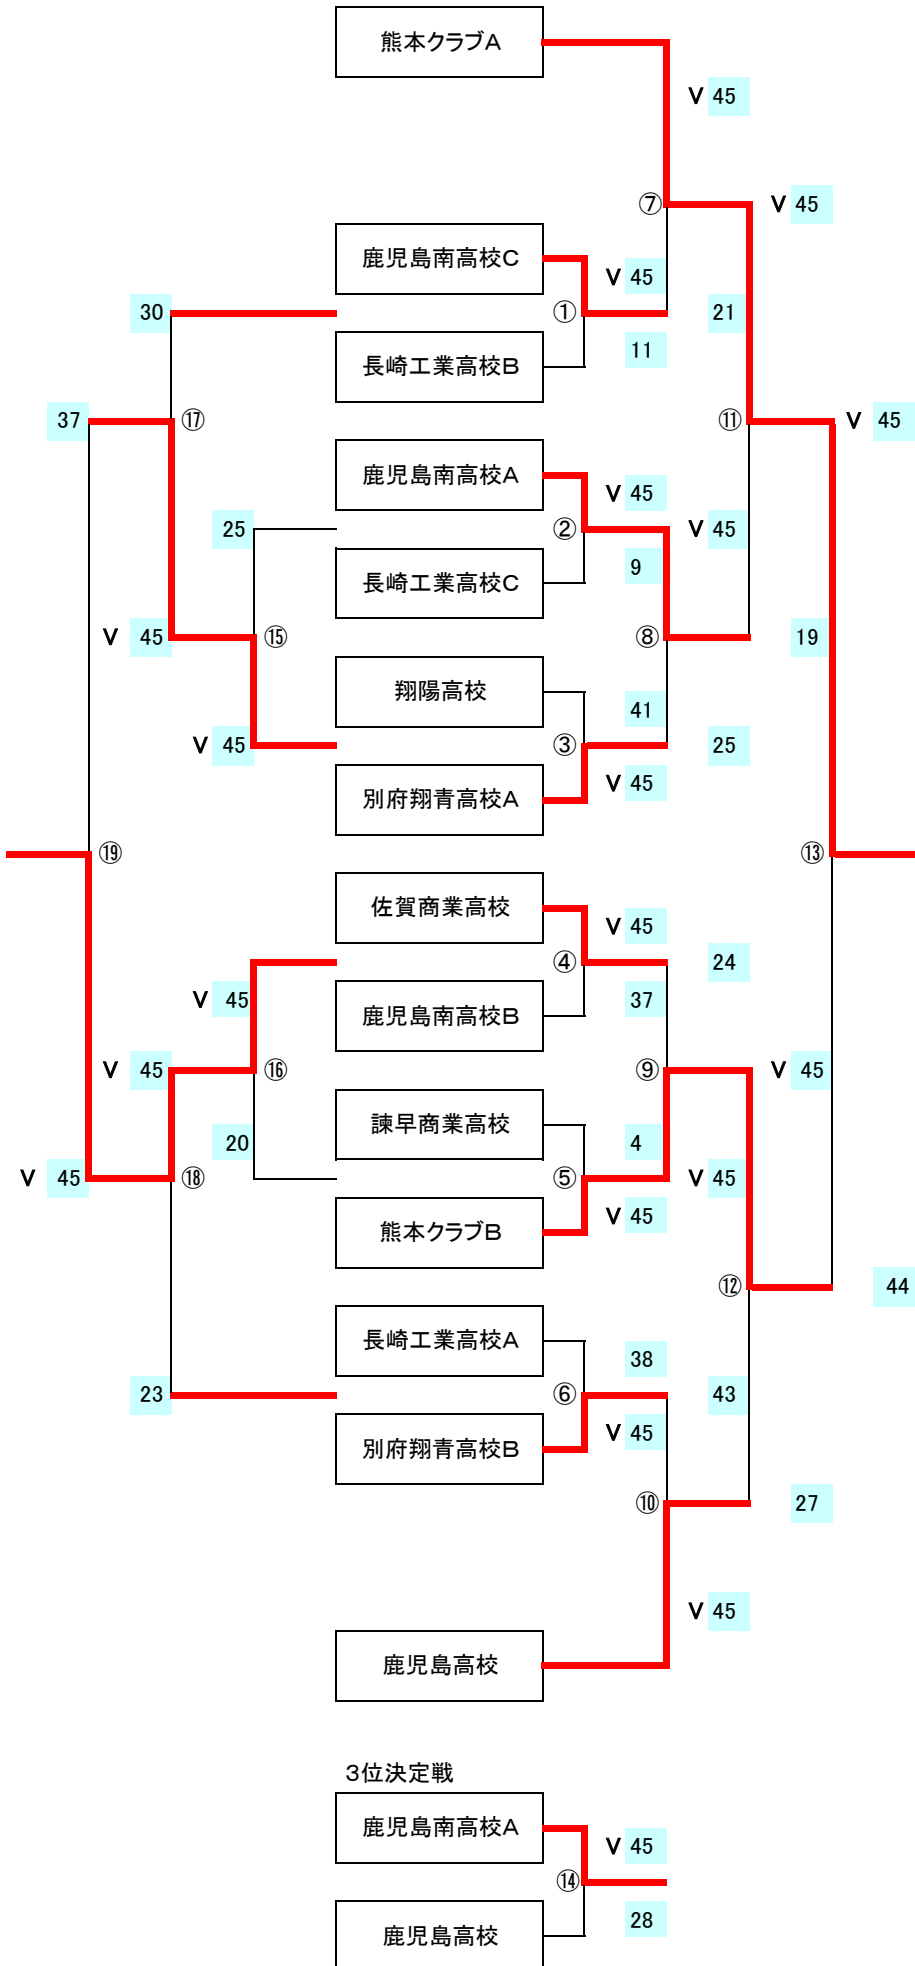 熊本クラブA
V 45
⑦
V 45
鹿児島南高校C
V 45
30
①
21
11
長崎工業高校B
37
⑰
⑪
V 45
鹿児島南高校A
V 45
25
②
V 45
9
長崎工業高校C
V 45
⑮
⑧
19
翔陽高校
41
V 45
③
25
V 45
別府翔青高校A
⑲
⑬
佐賀商業高校
V 45
④
24
V 45
37
鹿児島南高校B
V 45
⑯
⑨
V 45
諫早商業高校
20
4
V 45
⑱
⑤
V 45
V 45
熊本クラブB
⑫
44
長崎工業高校A
38
23
⑥
43
V 45
別府翔青高校B
⑩
27
V 45
鹿児島高校
3位決定戦
鹿児島南高校A
V 45
⑭
28
鹿児島高校